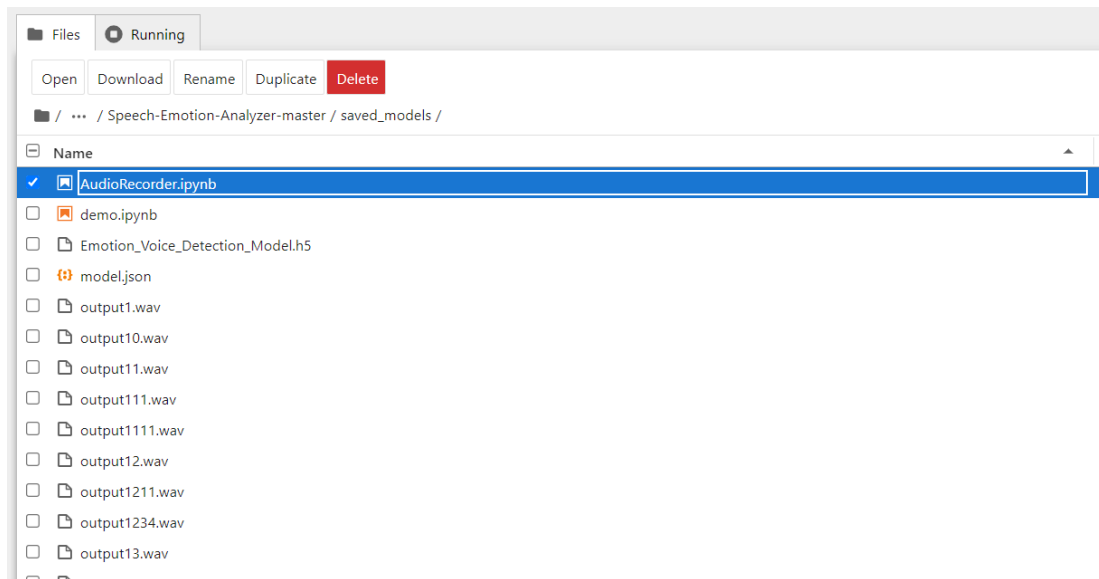 Files Running
Open Download Rename Duplicate Delete
/ ··· / Speech-Emotion-Analyzer-master / saved_models /
Name
AudioRecorder.ipynb
demo.ipynb
Emotion_Voice_Detection_Model.h5
model.json
output1.wav
output10.wav
output11.wav
output111.wav
output1111.wav
output12.wav
output1211.wav
output1234.wav
output13.wav